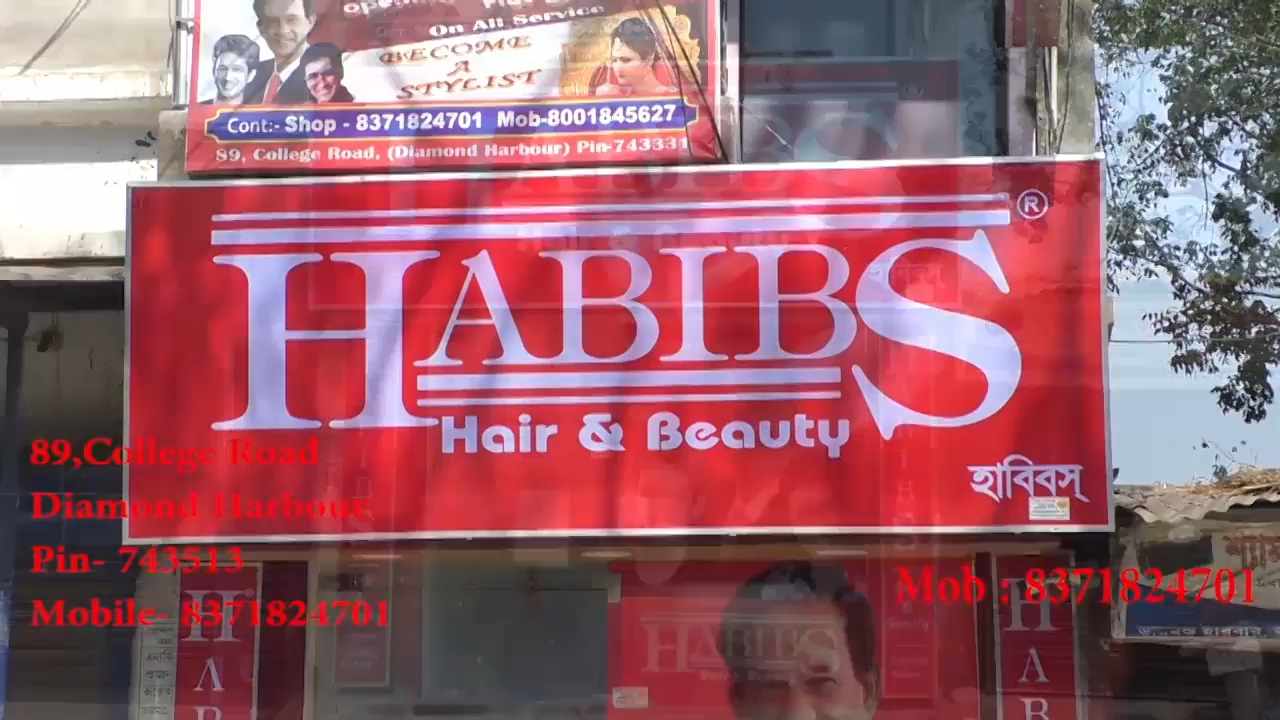 On All Service
BECOME
A
STYLIST
Cont:- Shop - 8371824701 Mob-8001845627
89, College Road, (Diamond Harbour) Pin-743331
®
HABIBS
Hair & Beauty
হাবিবস্
89,College Road
Diamond Harbour
Pin- 743513
Mobile- 8371824701
Mob : 8371824701
HABIBS
H
A
B
H
A
B